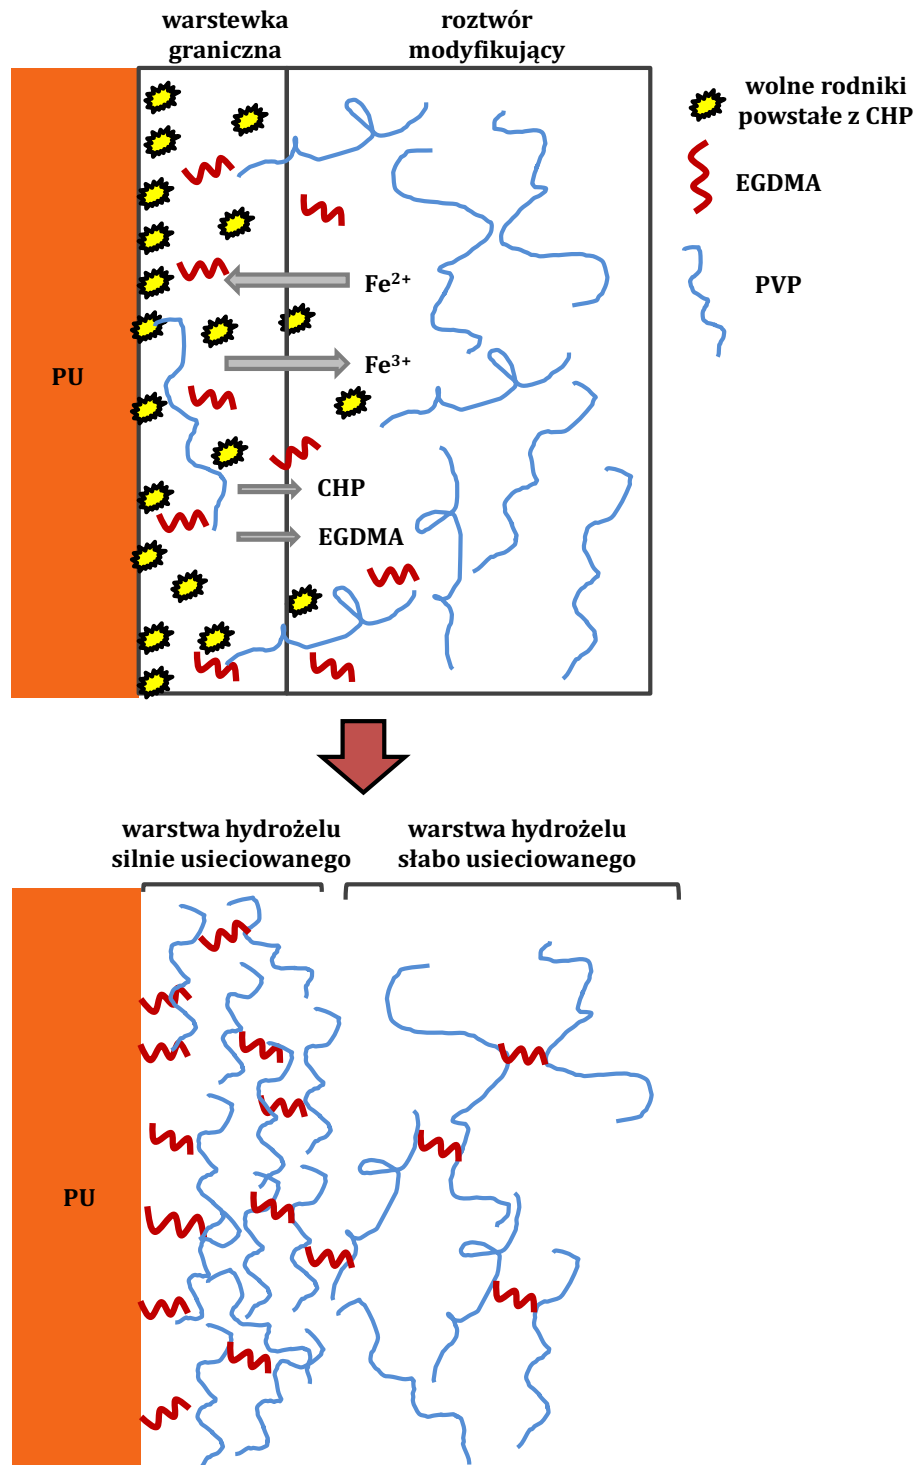 warstewka
graniczna
roztwór
modyfikujący
wolne rodniki
powstałe z CHP
EGDMA
PVP
Fe²⁺
Fe³⁺
PU
CHP
EGDMA
warstwa hydrożelu
silnie usieciowanego
warstwa hydrożelu
słabo usieciowanego
PU